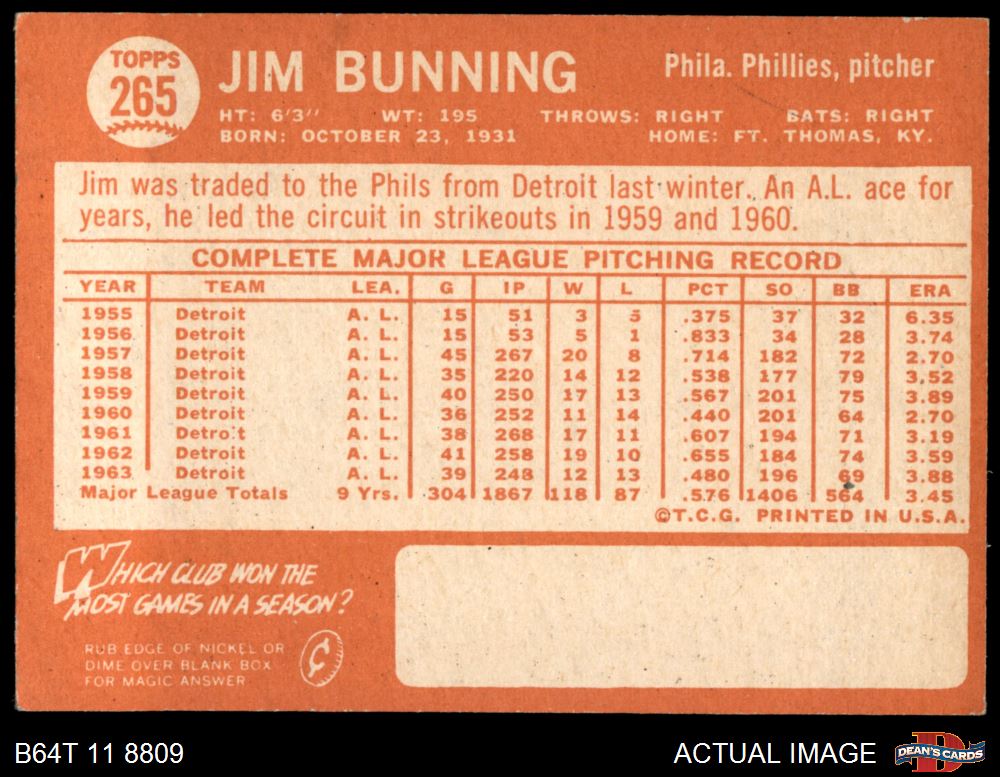 TOPPS
265
JIM BUNNING
Phila. Phillies, pitcher
HT: 6'3" WT: 195 THROWS: RIGHT BATS: RIGHT
BORN: OCTOBER 23, 1931 HOME: FT. THOMAS, KY.
Jim was traded to the Phils from Detroit last winter. An A.L. ace for
years, he led the circuit in strikeouts in 1959 and 1960.
COMPLETE MAJOR LEAGUE PITCHING RECORD
YEAR TEAM LEA. G IP W L PCT SO BB ERA
1955 Detroit A. L. 15 51 3 5 .375 37 32 6.35
1956 Detroit A. L. 15 53 5 1 .833 34 28 3.74
1957 Detroit A. L. 45 267 20 8 .714 182 72 2.70
1958 Detroit A. L. 35 220 14 12 .538 177 79 3.52
1959 Detroit A. L. 40 250 17 13 .567 201 75 3.89
1960 Detroit A. L. 36 252 11 14 .440 201 64 2.70
1961 Detroit A. L. 38 268 17 11 .607 194 71 3.19
1962 Detroit A. L. 41 258 19 10 .655 184 74 3.59
1963 Detroit A. L. 39 248 12 13 .480 196 69 3.88
Major League Totals 9 Yrs. 304 1867 118 87 .576 1406 564 3.45
©T.C.G. PRINTED IN U.S.A.
WHICH CLUB WON THE
MOST GAMES IN A SEASON?
RUB EDGE OF NICKEL OR
DIME OVER BLANK BOX
FOR MAGIC ANSWER
¢
B64T 11 8809
ACTUAL IMAGE
DEAN'S CARDS